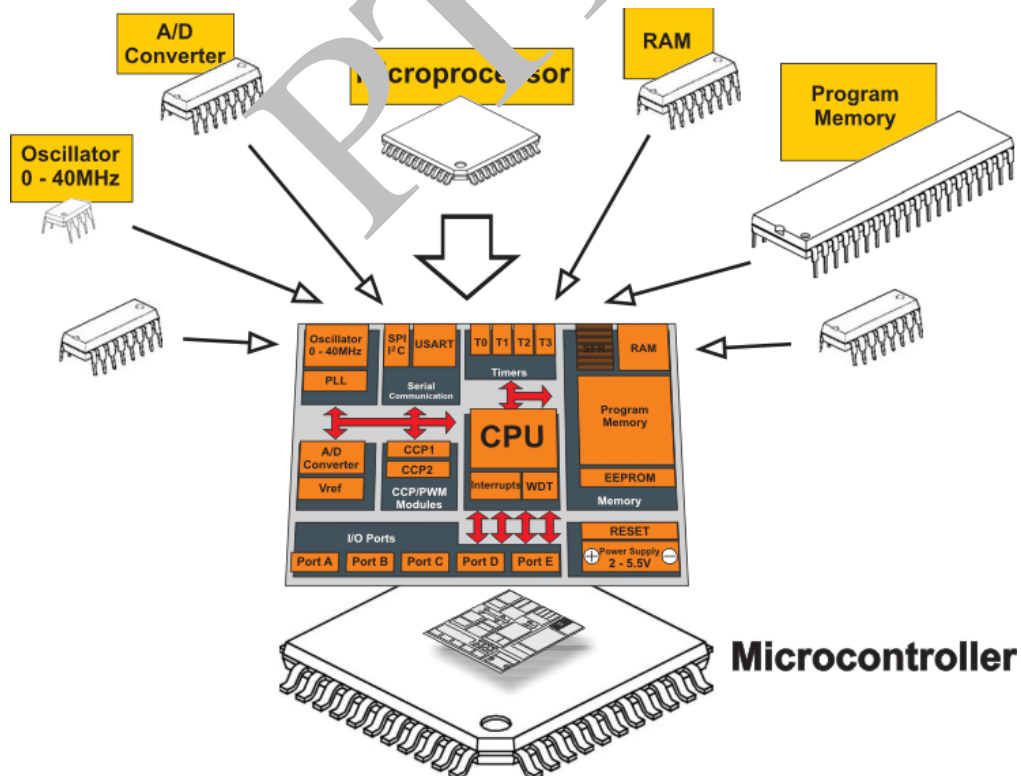 A/D
Converter
Microprocessor
RAM
Program
Memory
Oscillator
0 - 40MHz
Oscillator
0 - 40MHz
PLL
SPI
I²C
USART
Serial
Communication
T0 T1 T2 T3
Timers
SFR
RAM
Program
Memory
EEPROM
Memory
A/D
Converter
Vref
CCP1
CCP2
CCP/PWM
Modules
CPU
Interrupts
WDT
I/O Ports
Port A
Port B
Port C
Port D
Port E
RESET
Power Supply
2 - 5.5V
Microcontroller